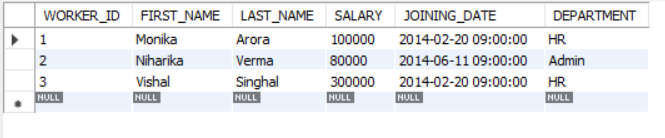 WORKER_ID FIRST_NAME LAST_NAME SALARY JOINING_DATE DEPARTMENT
1 Monika Arora 100000 2014-02-20 09:00:00 HR
2 Niharika Verma 80000 2014-06-11 09:00:00 Admin
3 Vishal Singhal 300000 2014-02-20 09:00:00 HR
NULL NULL NULL NULL NULL NULL